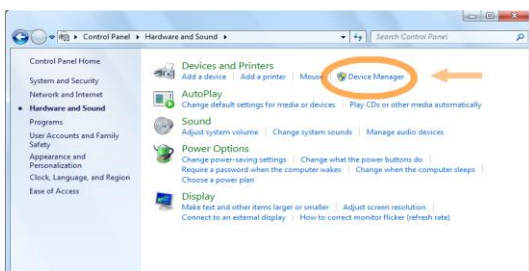 Control Panel ▸ Hardware and Sound ▸
Search Control Panel
Control Panel Home
System and Security
Network and Internet
Hardware and Sound
Programs
User Accounts and Family
Safety
Appearance and
Personalization
Clock, Language, and Region
Ease of Access
Devices and Printers
Add a device | Add a printer | Mouse | Device Manager
AutoPlay
Change default settings for media or devices | Play CDs or other media automatically
Sound
Adjust system volume | Change system sounds | Manage audio devices
Power Options
Change power-saving settings | Change what the power buttons do |
Require a password when the computer wakes | Change when the computer sleeps |
Choose a power plan
Display
Make text and other items larger or smaller | Adjust screen resolution |
Connect to an external display | How to correct monitor flicker (refresh rate)